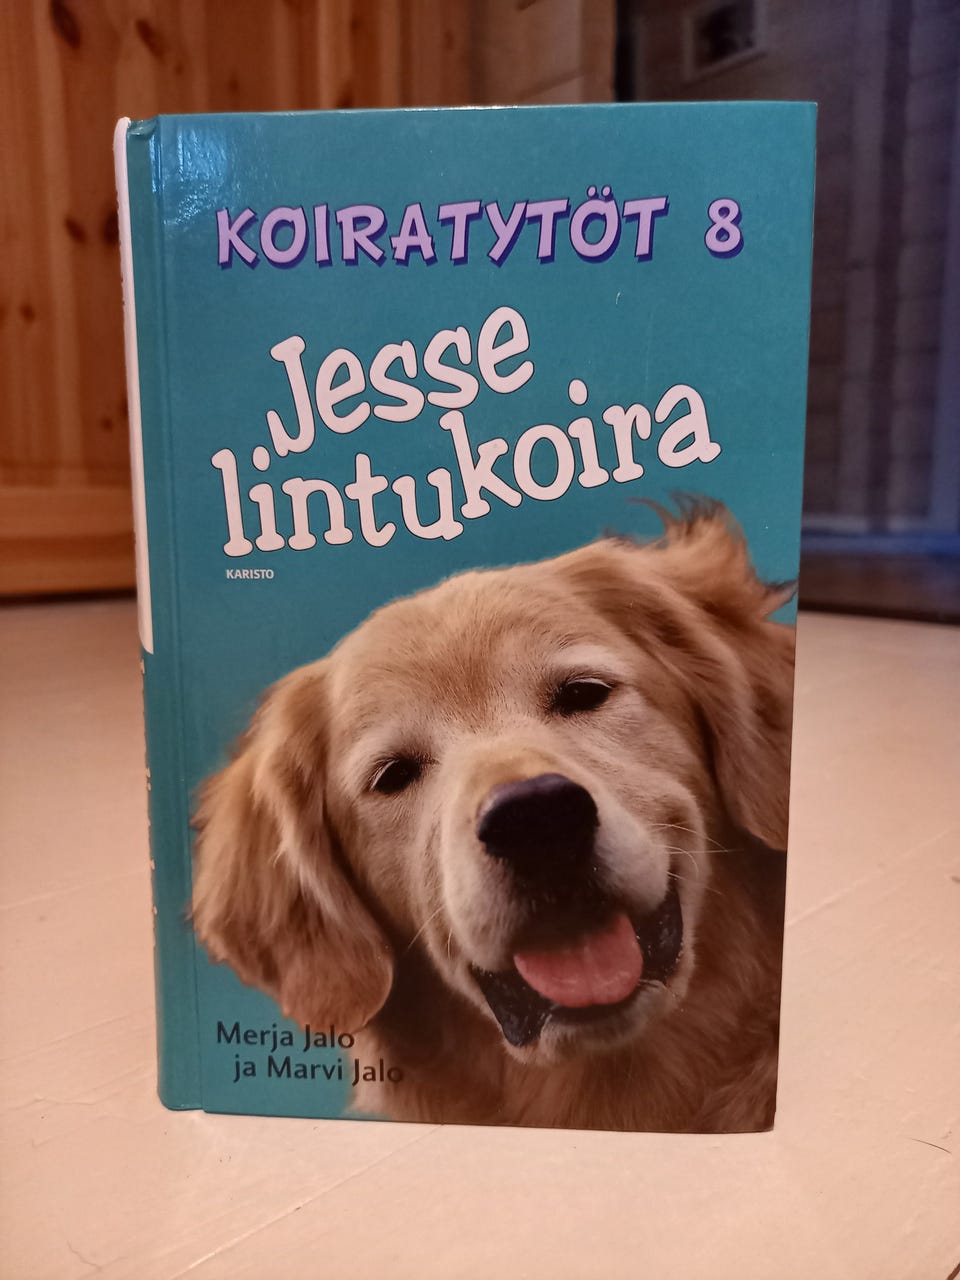 KOIRATYTÖT 8
Jesse
lintukoira
KARISTO
Merja Jalo
ja Marvi Jalo